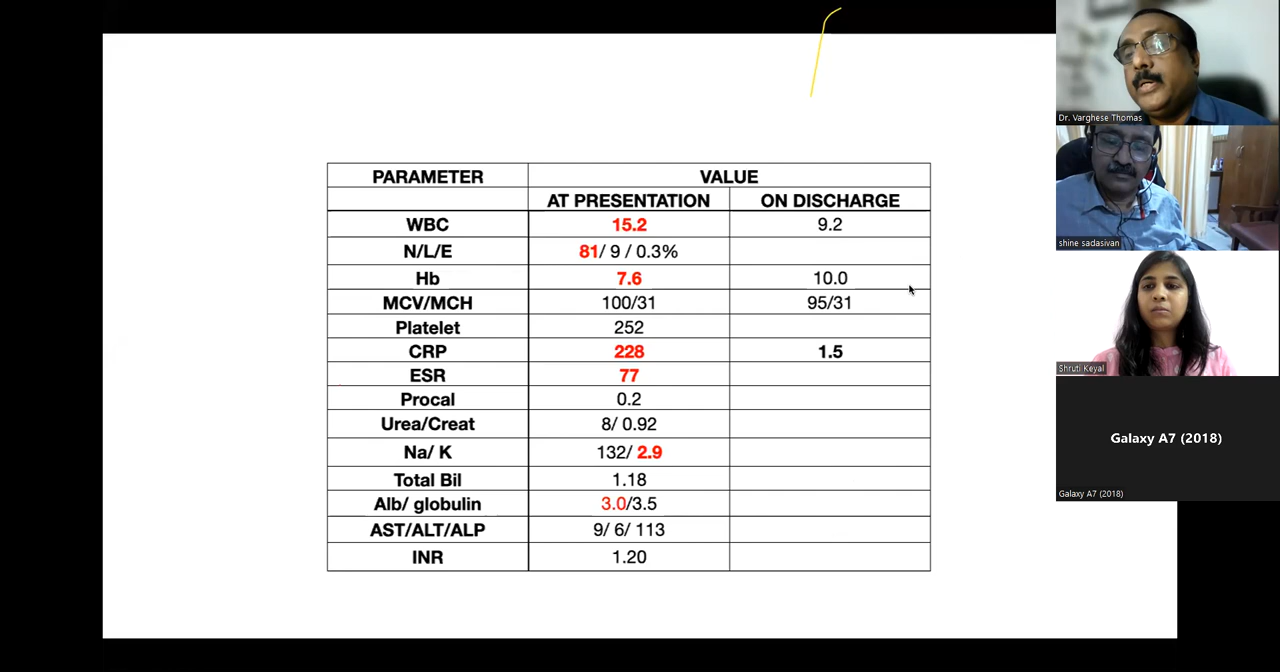 PARAMETER VALUE
AT PRESENTATION ON DISCHARGE
WBC 15.2 9.2
N/L/E 81/ 9 / 0.3%
Hb 7.6 10.0
MCV/MCH 100/31 95/31
Platelet 252
CRP 228 1.5
ESR 77
Procal 0.2
Urea/Creat 8/ 0.92
Na/ K 132/ 2.9
Total Bil 1.18
Alb/ globulin 3.0/3.5
AST/ALT/ALP 9/ 6/ 113
INR 1.20
Dr. Varghese Thomas
shine sadasivan
Shruti Keyal
Galaxy A7 (2018)
Galaxy A7 (2018)